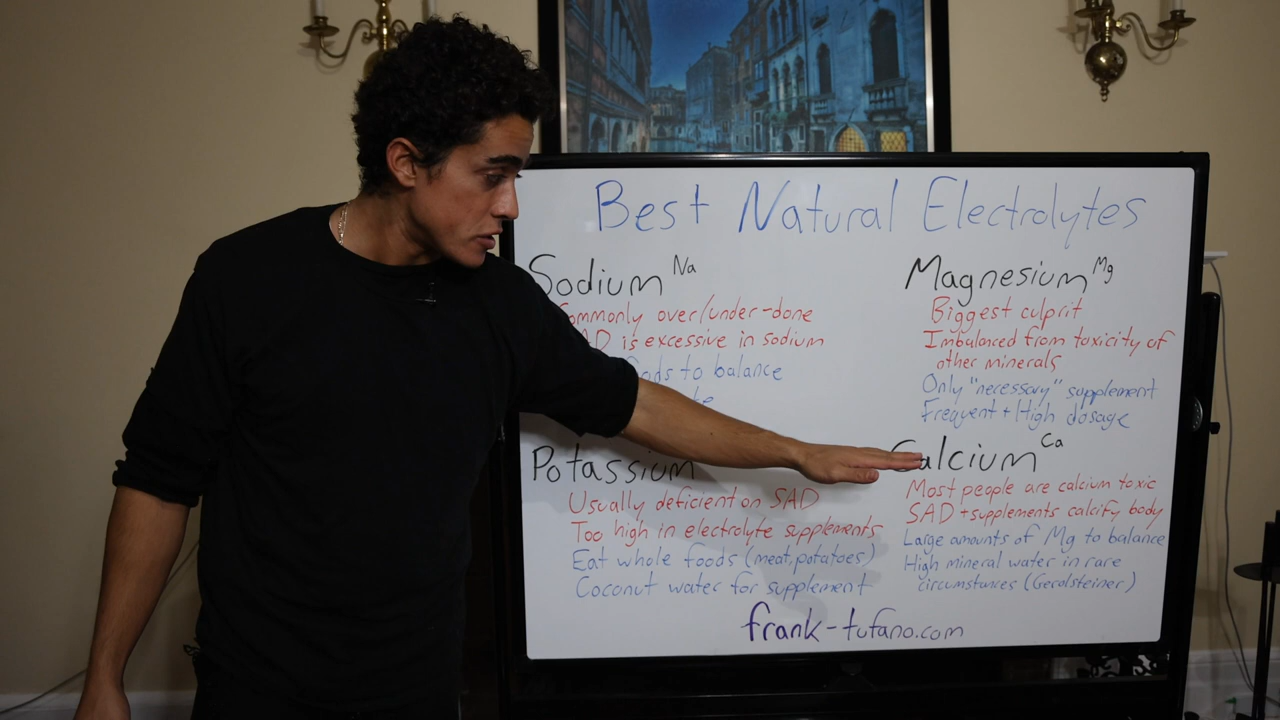 Best Natural Electrolytes
Sodium Na
ommonly over/under-done
AD is excessive in sodium
to balance
Potassium
Usually deficient on SAD
Too high in electrolyte supplements
Eat whole foods (meat, potatoes)
Coconut water for supplement
Magnesium Mg
Biggest culprit
Imbalanced from toxicity of
other minerals
Only "necessary" supplement
Frequent + High dosage
Calcium Ca
Most people are calcium toxic
SAD + supplements calcify body
Large amounts of Mg to balance
High mineral water in rare
circumstances (Gerolsteiner)
frank-tufano.com